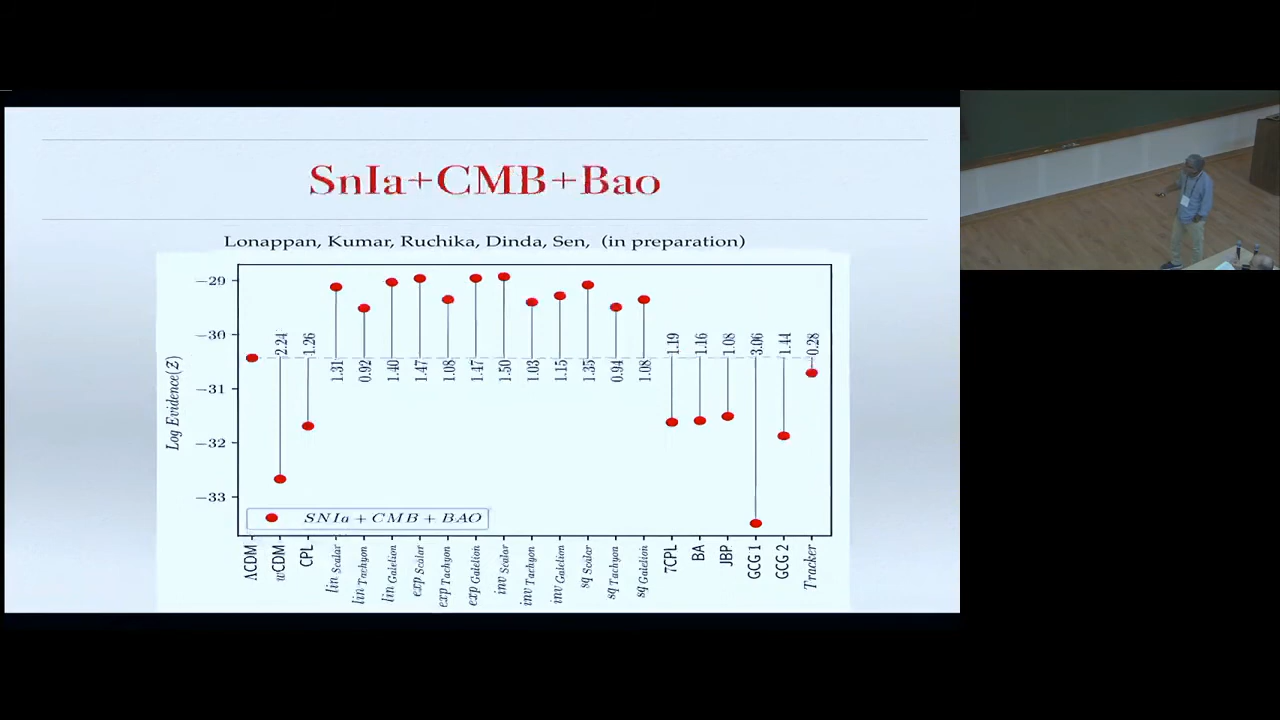 SnIa+CMB+Bao
Lonappan, Kumar, Ruchika, Dinda, Sen, (in preparation)
Log Evidence(Z)
−29
−30
−31
−32
−33
2.24
1.26
1.31
0.92
1.40
1.47
1.08
1.47
1.50
1.03
1.15
1.35
0.94
1.08
1.19
1.16
1.08
3.06
1.44
0.28
SNIa + CMB + BAO
ΛCDM
wCDM
CPL
lin Scalar
lin Tachyon
lin Galelion
exp Scalar
exp Tachyon
exp Galelion
inv Scalar
inv Tachyon
inv Galelion
sq Scalar
sq Tachyon
sq Galelion
7CPL
BA
JBP
GCG 1
GCG 2
Tracker